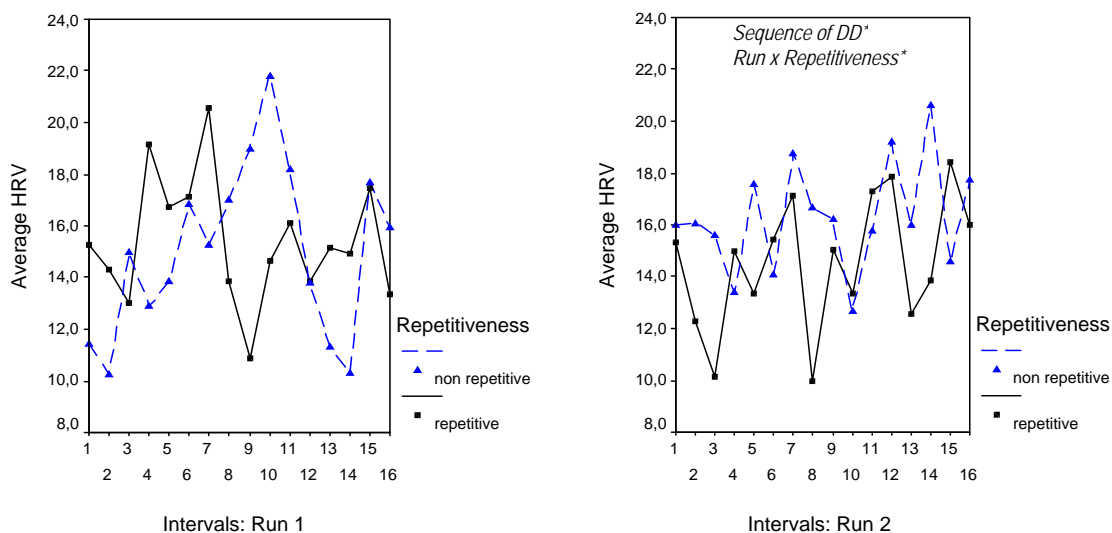 24,0
22,0
20,0
18,0
16,0
14,0
12,0
10,0
8,0
Average HRV
1 3 5 7 9 11 13 15
2 4 6 8 10 12 14 16
Intervals: Run 1
Repetitiveness
non repetitive
repetitive
Sequence of DD*
Run x Repetitiveness*
24,0
22,0
20,0
18,0
16,0
14,0
12,0
10,0
8,0
Average HRV
1 3 5 7 9 11 13 15
2 4 6 8 10 12 14 16
Intervals: Run 2
Repetitiveness
non repetitive
repetitive